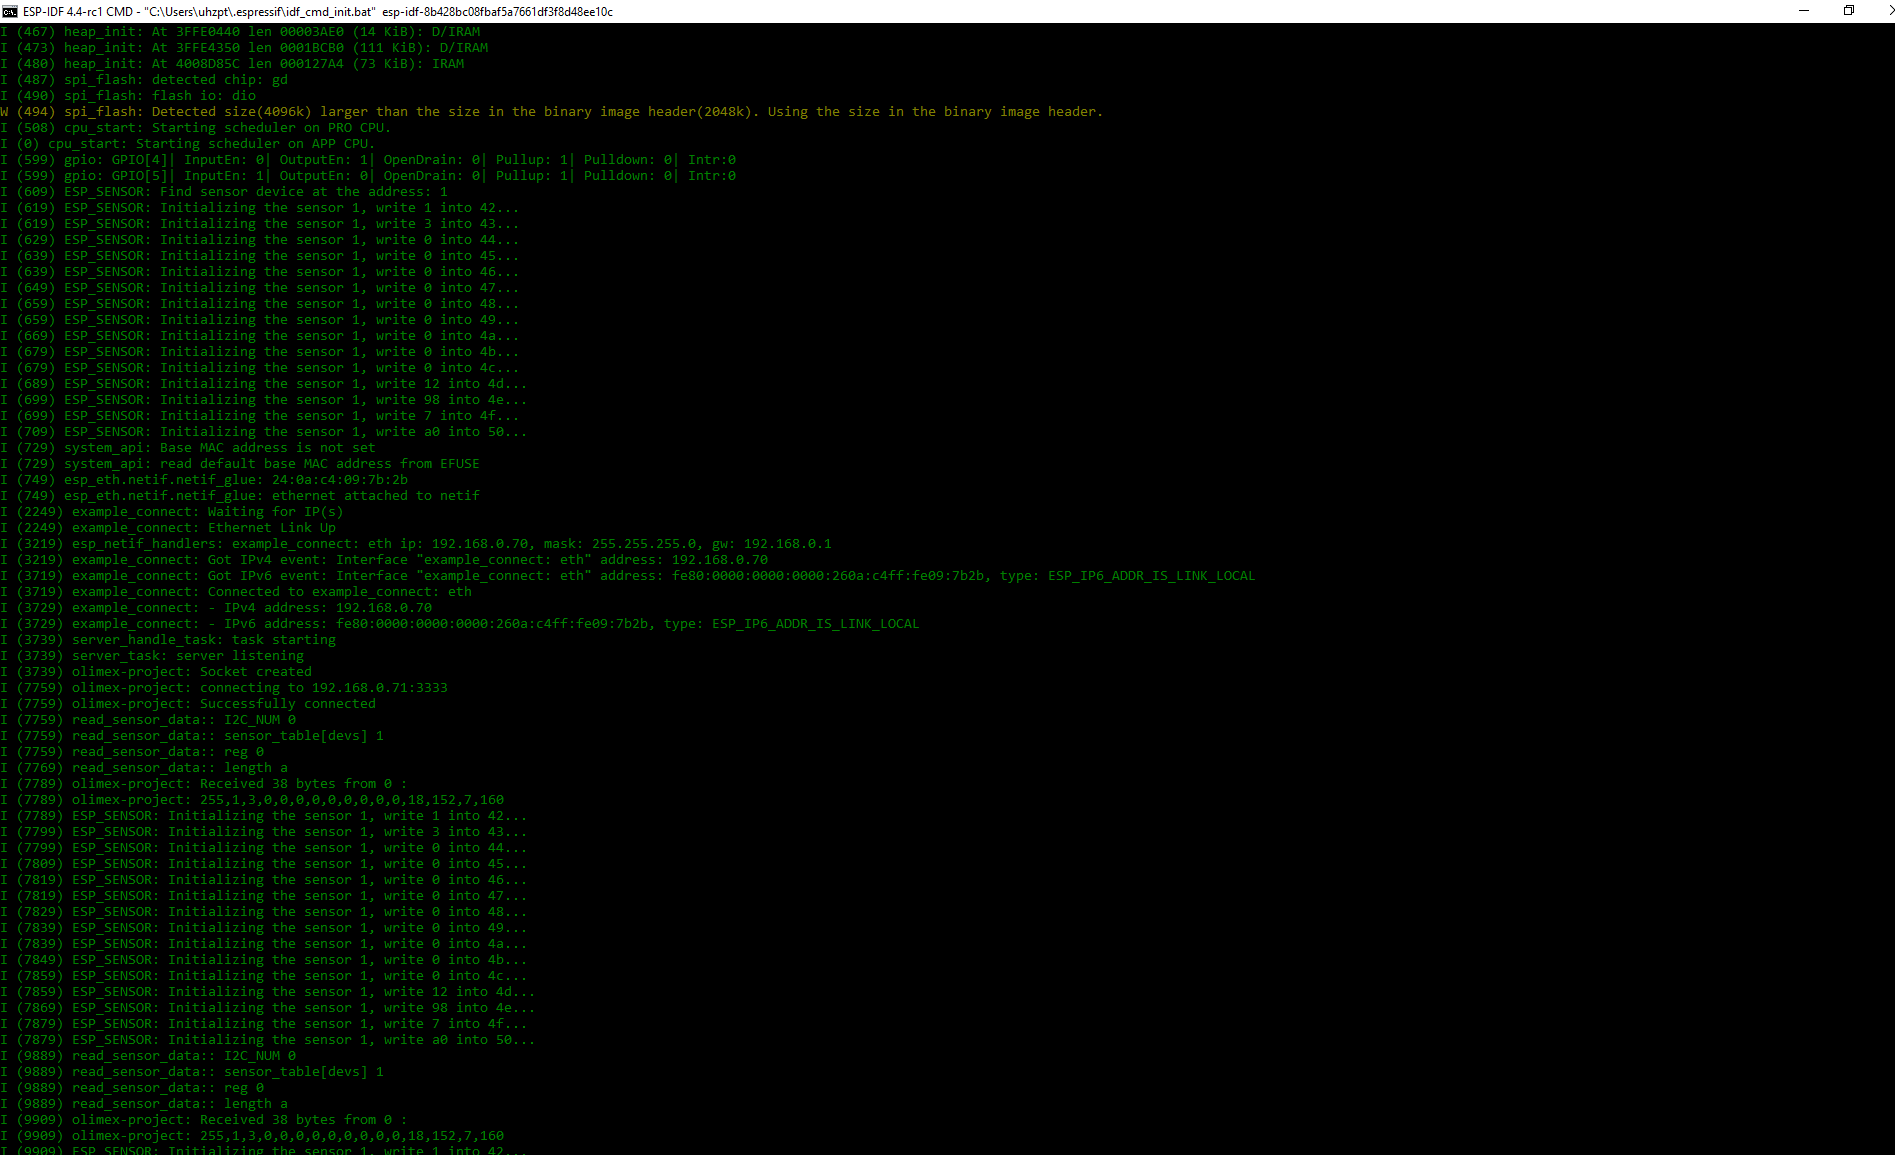 ESP-IDF 4.4-rc1 CMD - "C:\Users\uhzpt\.espressif\idf_cmd_init.bat" esp-idf-8b428bc08fbaf5a7661df3f8d48ee10c
I (467) heap_init: At 3FFE0440 len 00003AE0 (14 KiB): D/IRAM
I (473) heap_init: At 3FFE4350 len 0001BCB0 (111 KiB): D/IRAM
I (480) heap_init: At 4008D85C len 000127A4 (73 KiB): IRAM
I (487) spi_flash: detected chip: gd
I (490) spi_flash: flash io: dio
W (494) spi_flash: Detected size(4096k) larger than the size in the binary image header(2048k). Using the size in the binary image header.
I (508) cpu_start: Starting scheduler on PRO CPU.
I (0) cpu_start: Starting scheduler on APP CPU.
I (599) gpio: GPIO[4]| InputEn: 0| OutputEn: 1| OpenDrain: 0| Pullup: 1| Pulldown: 0| Intr:0
I (599) gpio: GPIO[5]| InputEn: 1| OutputEn: 0| OpenDrain: 0| Pullup: 1| Pulldown: 0| Intr:0
I (609) ESP_SENSOR: Find sensor device at the address: 1
I (619) ESP_SENSOR: Initializing the sensor 1, write 1 into 42...
I (619) ESP_SENSOR: Initializing the sensor 1, write 3 into 43...
I (629) ESP_SENSOR: Initializing the sensor 1, write 0 into 44...
I (639) ESP_SENSOR: Initializing the sensor 1, write 0 into 45...
I (639) ESP_SENSOR: Initializing the sensor 1, write 0 into 46...
I (649) ESP_SENSOR: Initializing the sensor 1, write 0 into 47...
I (659) ESP_SENSOR: Initializing the sensor 1, write 0 into 48...
I (659) ESP_SENSOR: Initializing the sensor 1, write 0 into 49...
I (669) ESP_SENSOR: Initializing the sensor 1, write 0 into 4a...
I (679) ESP_SENSOR: Initializing the sensor 1, write 0 into 4b...
I (679) ESP_SENSOR: Initializing the sensor 1, write 0 into 4c...
I (689) ESP_SENSOR: Initializing the sensor 1, write 12 into 4d...
I (699) ESP_SENSOR: Initializing the sensor 1, write 98 into 4e...
I (699) ESP_SENSOR: Initializing the sensor 1, write 7 into 4f...
I (709) ESP_SENSOR: Initializing the sensor 1, write a0 into 50...
I (729) system_api: Base MAC address is not set
I (729) system_api: read default base MAC address from EFUSE
I (749) esp_eth.netif.netif_glue: 24:0a:c4:09:7b:2b
I (749) esp_eth.netif.netif_glue: ethernet attached to netif
I (2249) example_connect: Waiting for IP(s)
I (2249) example_connect: Ethernet Link Up
I (3219) esp_netif_handlers: example_connect: eth ip: 192.168.0.70, mask: 255.255.255.0, gw: 192.168.0.1
I (3219) example_connect: Got IPv4 event: Interface "example_connect: eth" address: 192.168.0.70
I (3719) example_connect: Got IPv6 event: Interface "example_connect: eth" address: fe80:0000:0000:0000:260a:c4ff:fe09:7b2b, type: ESP_IP6_ADDR_IS_LINK_LOCAL
I (3719) example_connect: Connected to example_connect: eth
I (3729) example_connect: - IPv4 address: 192.168.0.70
I (3729) example_connect: - IPv6 address: fe80:0000:0000:0000:260a:c4ff:fe09:7b2b, type: ESP_IP6_ADDR_IS_LINK_LOCAL
I (3739) server_handle_task: task starting
I (3739) server_task: server listening
I (3739) olimex-project: Socket created
I (7759) olimex-project: connecting to 192.168.0.71:3333
I (7759) olimex-project: Successfully connected
I (7759) read_sensor_data:: I2C_NUM 0
I (7759) read_sensor_data:: sensor_table[devs] 1
I (7759) read_sensor_data:: reg 0
I (7769) read_sensor_data:: length a
I (7789) olimex-project: Received 38 bytes from 0 :
I (7789) olimex-project: 255,1,3,0,0,0,0,0,0,0,0,0,18,152,7,160
I (7789) ESP_SENSOR: Initializing the sensor 1, write 1 into 42...
I (7799) ESP_SENSOR: Initializing the sensor 1, write 3 into 43...
I (7799) ESP_SENSOR: Initializing the sensor 1, write 0 into 44...
I (7809) ESP_SENSOR: Initializing the sensor 1, write 0 into 45...
I (7819) ESP_SENSOR: Initializing the sensor 1, write 0 into 46...
I (7819) ESP_SENSOR: Initializing the sensor 1, write 0 into 47...
I (7829) ESP_SENSOR: Initializing the sensor 1, write 0 into 48...
I (7839) ESP_SENSOR: Initializing the sensor 1, write 0 into 49...
I (7839) ESP_SENSOR: Initializing the sensor 1, write 0 into 4a...
I (7849) ESP_SENSOR: Initializing the sensor 1, write 0 into 4b...
I (7859) ESP_SENSOR: Initializing the sensor 1, write 0 into 4c...
I (7859) ESP_SENSOR: Initializing the sensor 1, write 12 into 4d...
I (7869) ESP_SENSOR: Initializing the sensor 1, write 98 into 4e...
I (7879) ESP_SENSOR: Initializing the sensor 1, write 7 into 4f...
I (7879) ESP_SENSOR: Initializing the sensor 1, write a0 into 50...
I (9889) read_sensor_data:: I2C_NUM 0
I (9889) read_sensor_data:: sensor_table[devs] 1
I (9889) read_sensor_data:: reg 0
I (9889) read_sensor_data:: length a
I (9909) olimex-project: Received 38 bytes from 0 :
I (9909) olimex-project: 255,1,3,0,0,0,0,0,0,0,0,0,18,152,7,160
I (9909) ESP_SENSOR: Initializing the sensor 1, write 1 into 42...